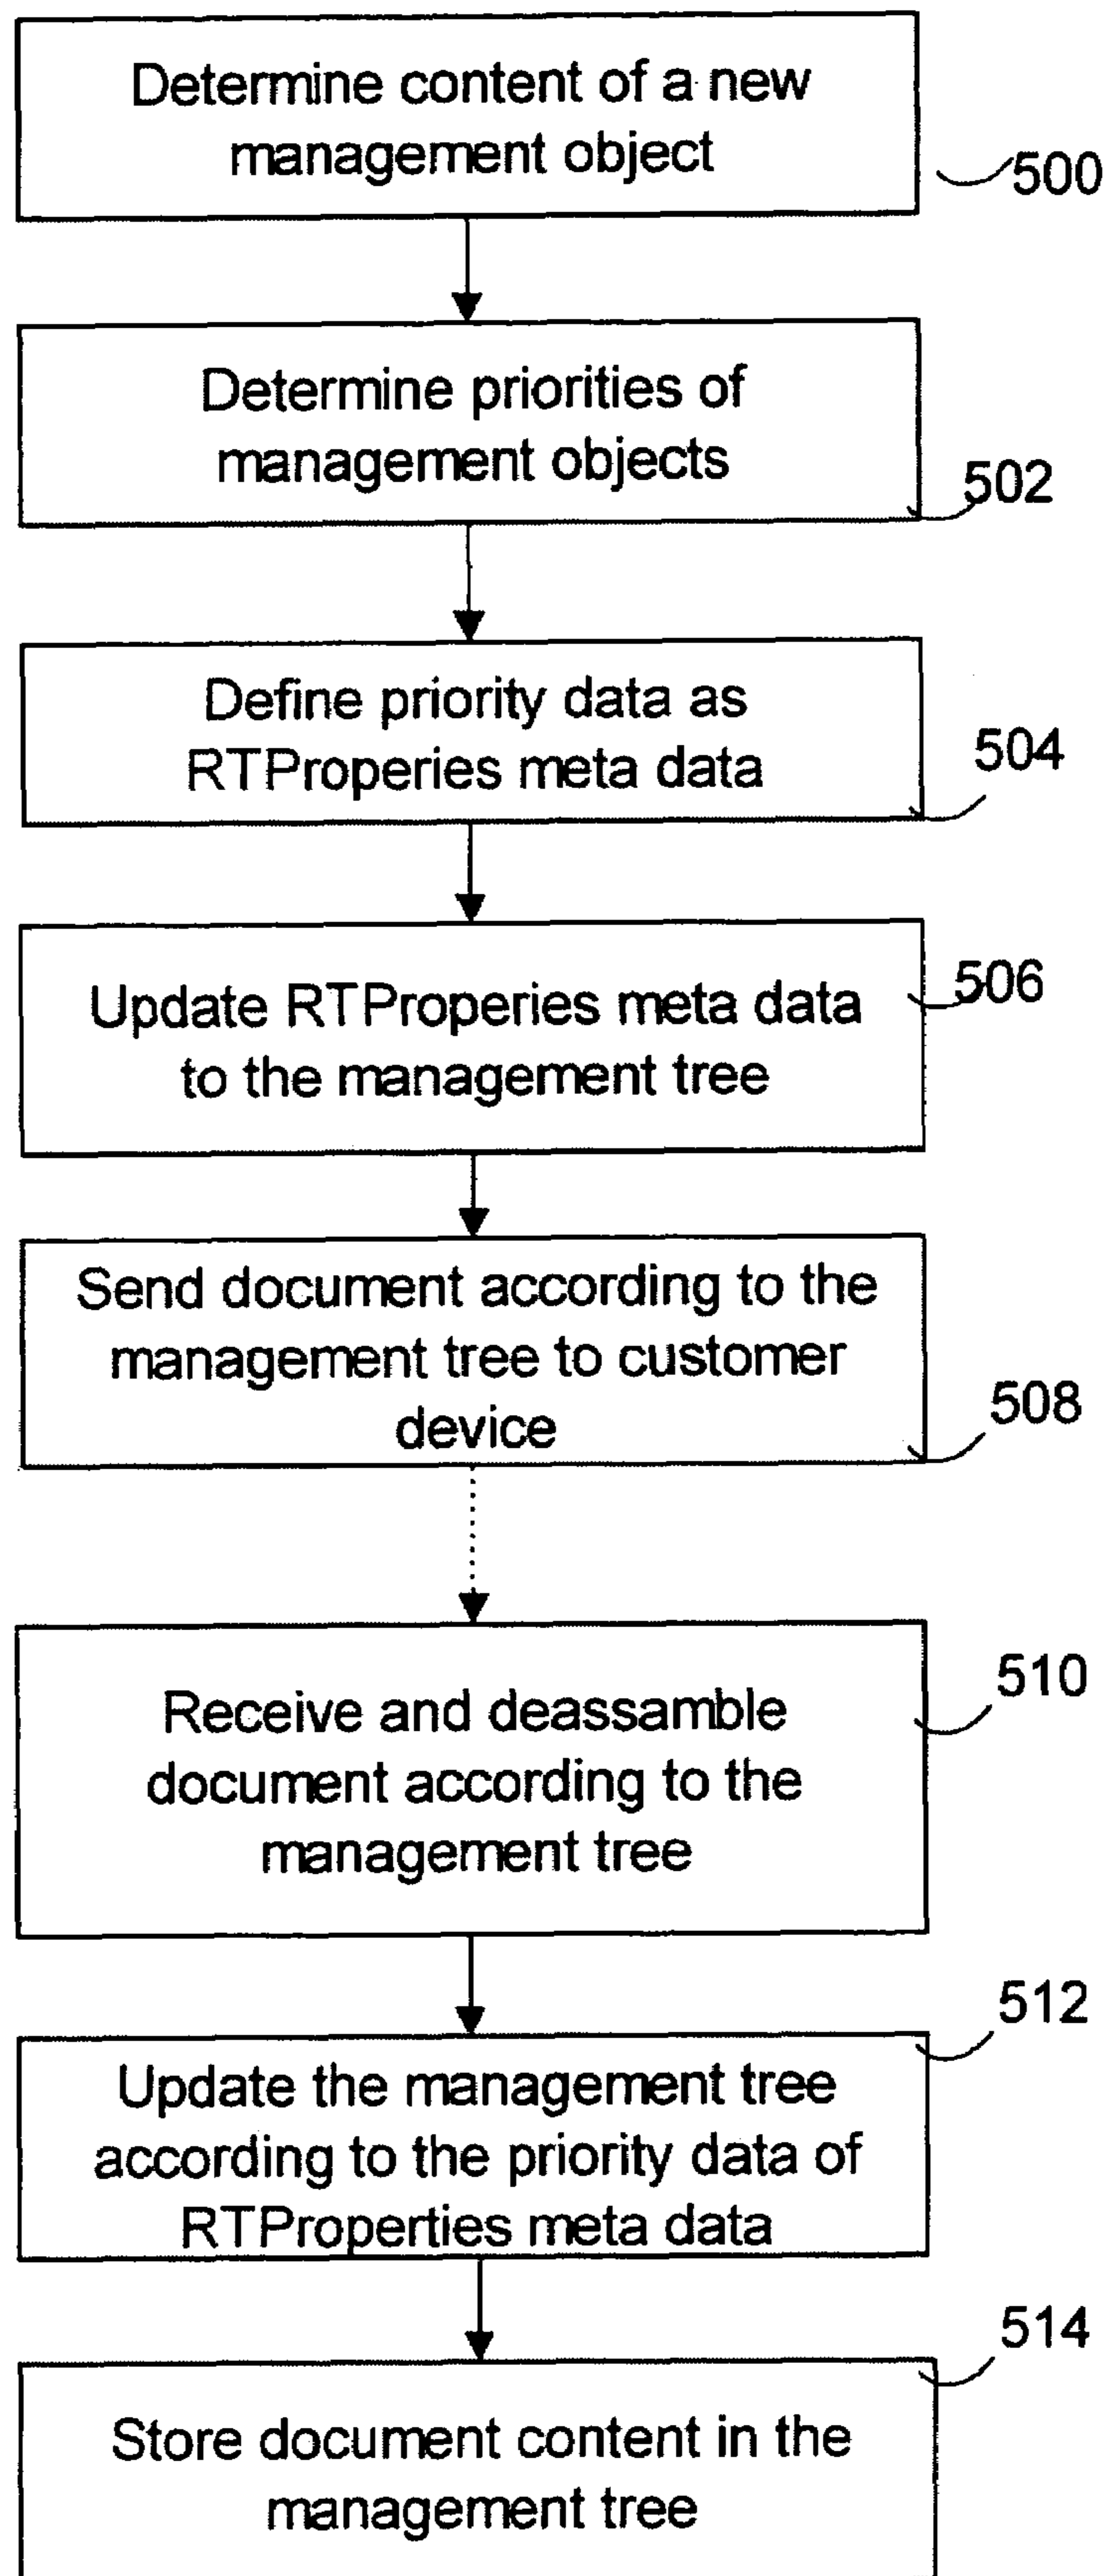 Determine content of a new
management object
500
Determine priorities of
management objects
502
Define priority data as
RTProperies meta data
504
Update RTProperies meta data
to the management tree
506
Send document according to the
management tree to customer
device
508
Receive and deassamble
document according to the
management tree
510
Update the management tree
according to the priority data of
RTProperties meta data
512
Store document content in the
management tree
514